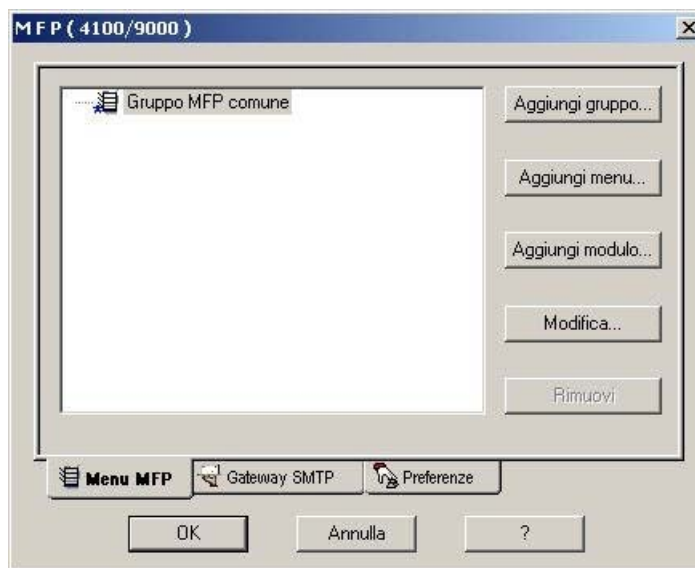 MFP(4100/9000)
Gruppo MFP comune
Aggiungi gruppo...
Aggiungi menu...
Aggiungi modulo...
Modifica...
Rimuovi
Menu MFP Gateway SMTP Preferenze
OK Annulla ?